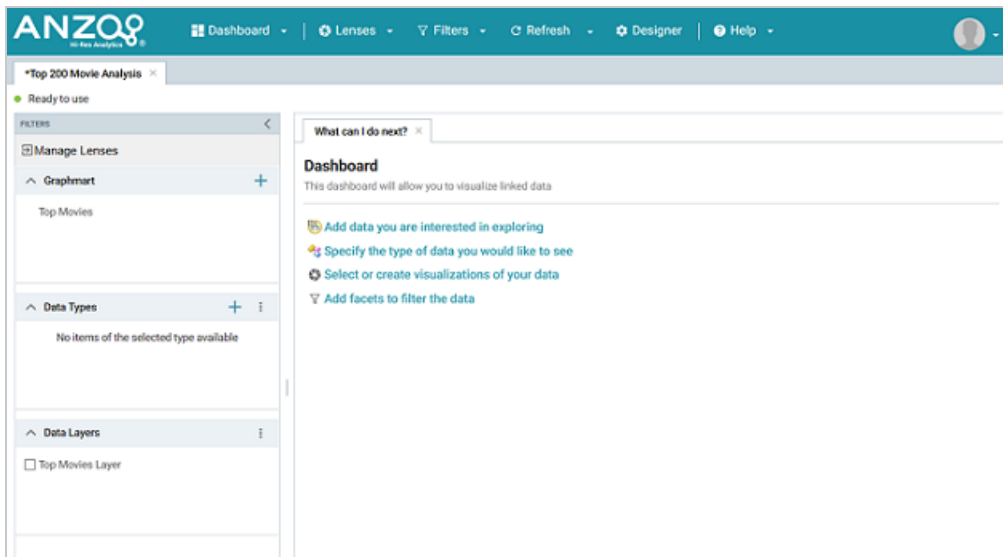 ANZO
Hi-Res Analytics ®
Dashboard
Lenses
Filters
Refresh
Designer
Help
*Top 200 Movie Analysis ×
Ready to use
FILTERS
Manage Lenses
Graphmart
Top Movies
Data Types
No items of the selected type available
Data Layers
Top Movies Layer
What can I do next? ×
Dashboard
This dashboard will allow you to visualize linked data
Add data you are interested in exploring
Specify the type of data you would like to see
Select or create visualizations of your data
Add facets to filter the data